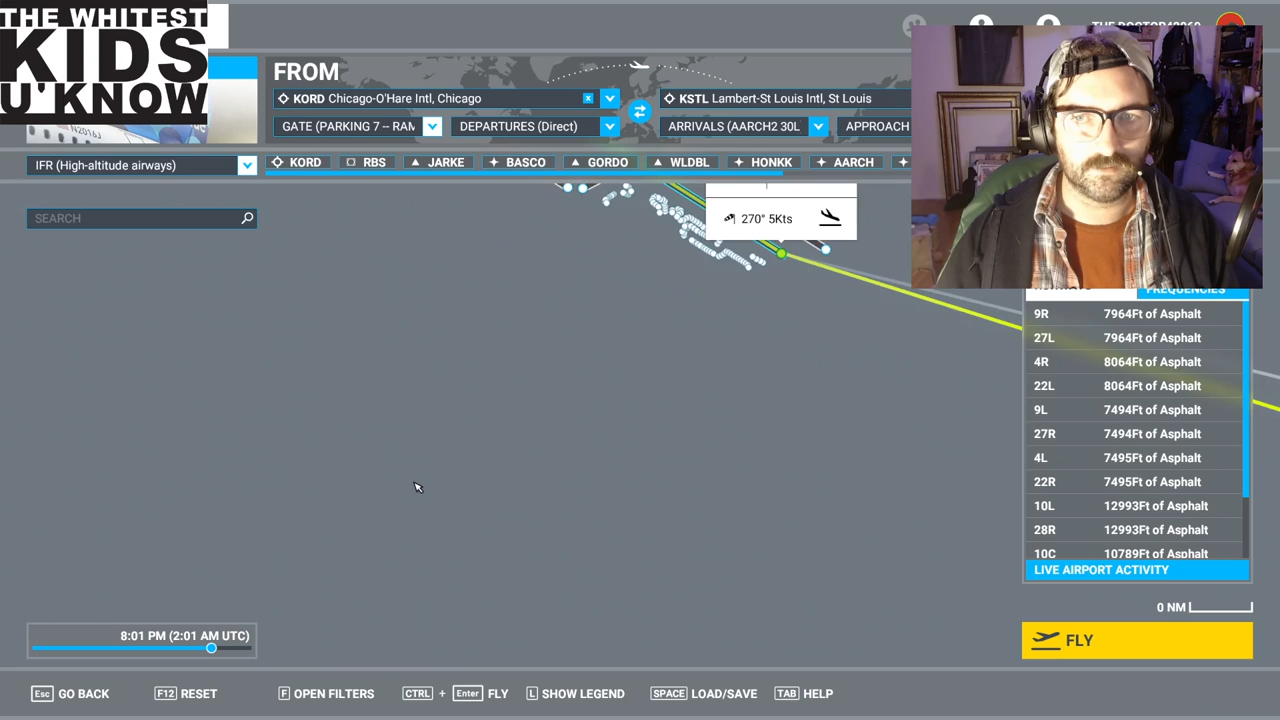 THE WHITEST
KIDS
U'KNOW
N2016J
FROM
KORD Chicago-O'Hare Intl, Chicago
x
KSTL Lambert-St Louis Intl, St Louis
GATE (PARKING 7 -- RAM
DEPARTURES (Direct)
ARRIVALS (AARCH2 30L
APPROACH
IFR (High-altitude airways)
KORD
RBS
JARKE
BASCO
GORDO
WLDBL
HONKK
AARCH
SEARCH
270° 5Kts
FREQUENCIES
9R 7964Ft of Asphalt
27L 7964Ft of Asphalt
4R 8064Ft of Asphalt
22L 8064Ft of Asphalt
9L 7494Ft of Asphalt
27R 7494Ft of Asphalt
4L 7495Ft of Asphalt
22R 7495Ft of Asphalt
10L 12993Ft of Asphalt
28R 12993Ft of Asphalt
10C 10789Ft of Asphalt
LIVE AIRPORT ACTIVITY
0 NM
8:01 PM (2:01 AM UTC)
FLY
Esc GO BACK
F12 RESET
F OPEN FILTERS
CTRL + Enter FLY
L SHOW LEGEND
SPACE LOAD/SAVE
TAB HELP